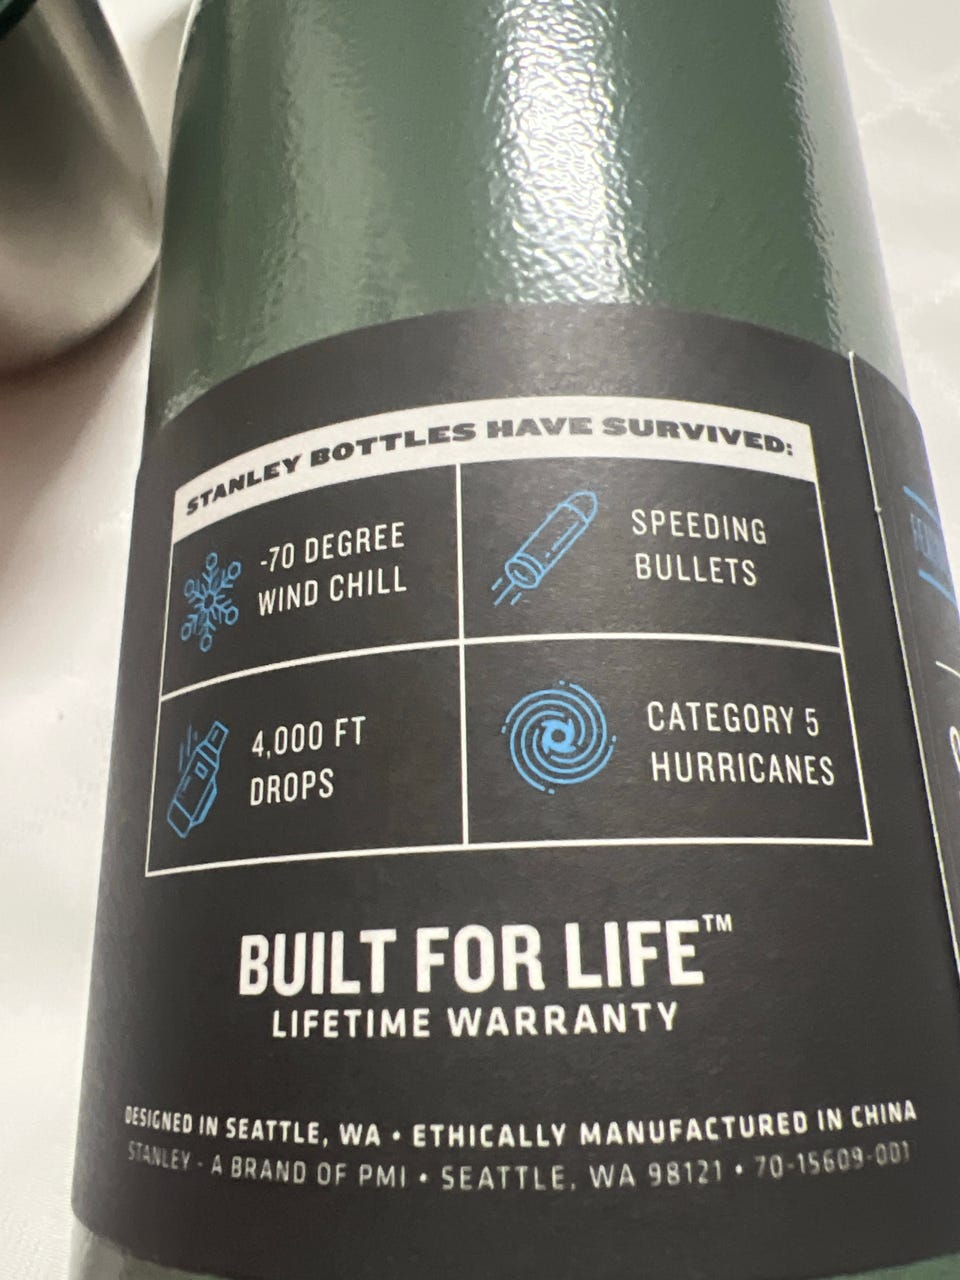 STANLEY BOTTLES HAVE SURVIVED:
-70 DEGREE
WIND CHILL
SPEEDING
BULLETS
4,000 FT
DROPS
CATEGORY 5
HURRICANES
BUILT FOR LIFE™
LIFETIME WARRANTY
DESIGNED IN SEATTLE, WA • ETHICALLY MANUFACTURED IN CHINA
STANLEY - A BRAND OF PMI • SEATTLE, WA 98121 • 70-15609-001